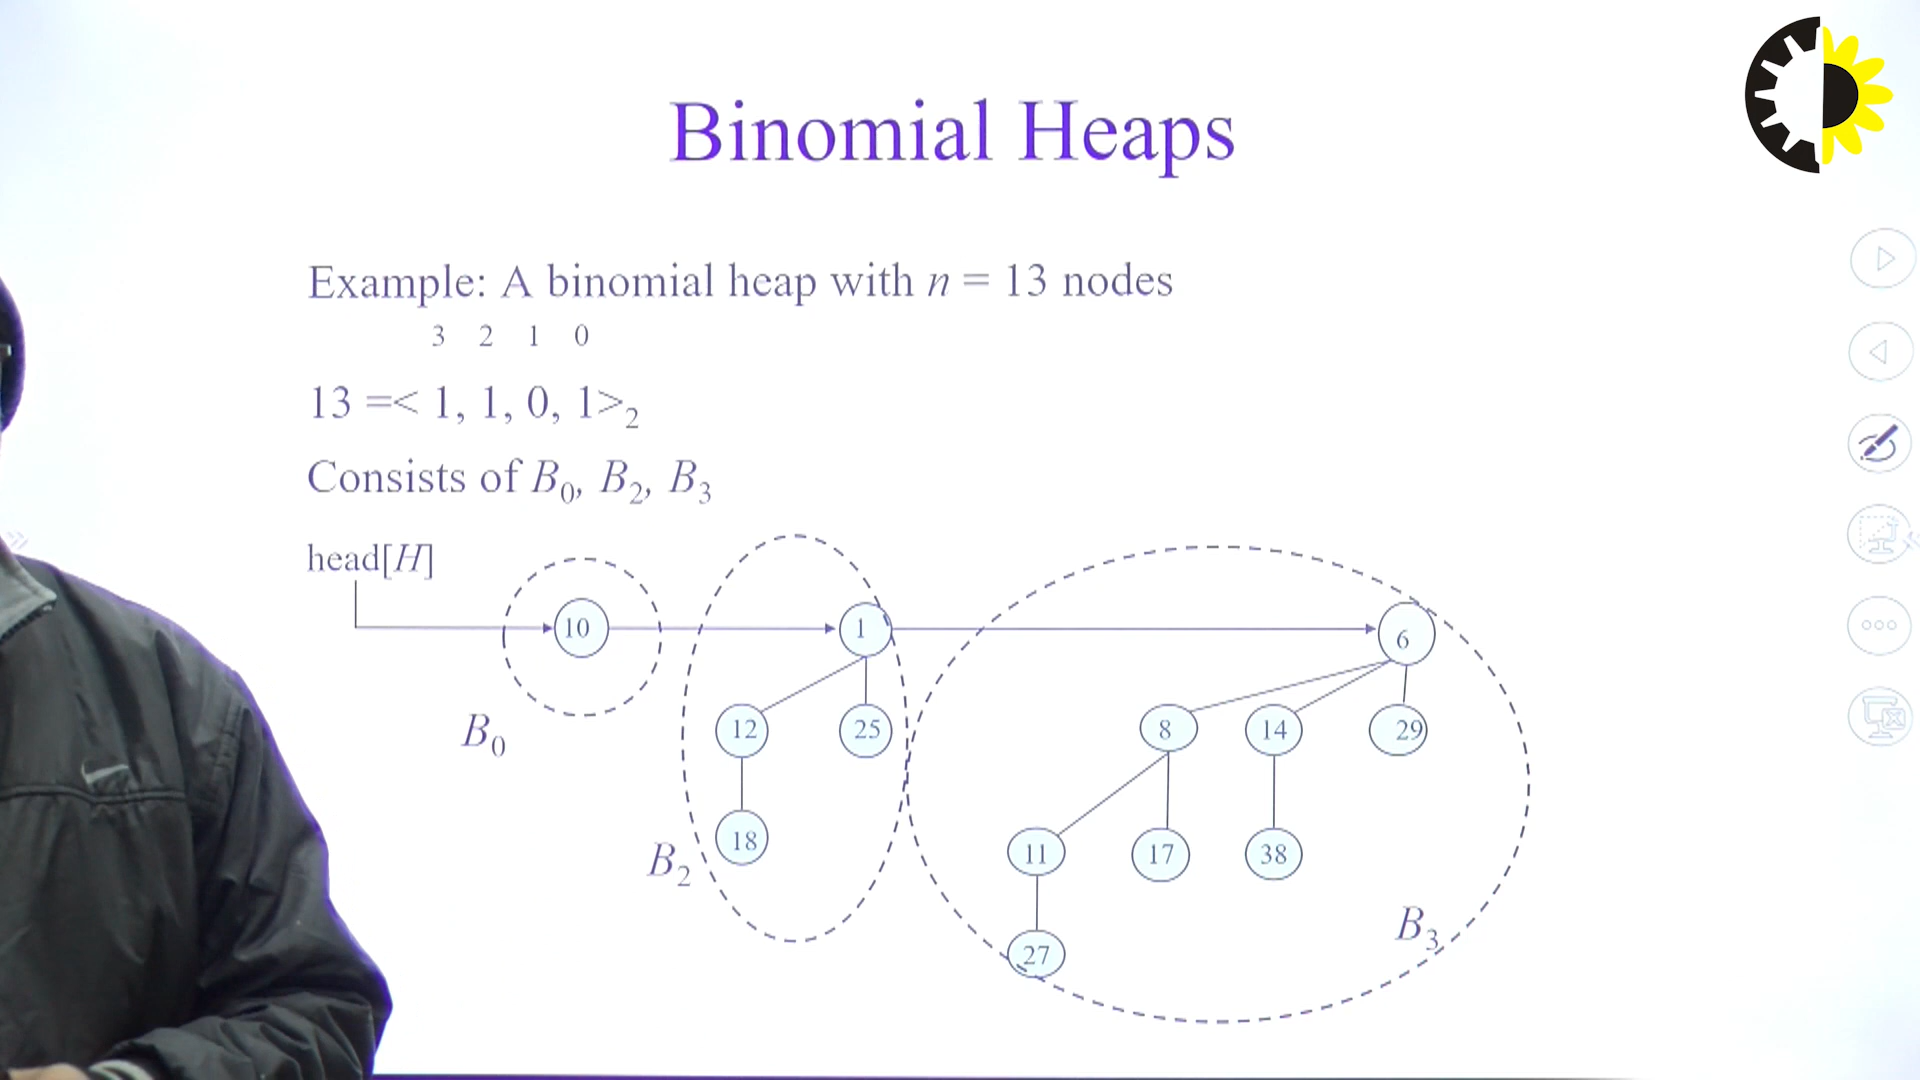 Binomial Heaps
Example: A binomial heap with n = 13 nodes
3 2 1 0
13 =< 1, 1, 0, 1>2
Consists of B0, B2, B3
head[H]
10 1 6
B0
12 25 8 14 29
18
B2
11 17 38
B3
27